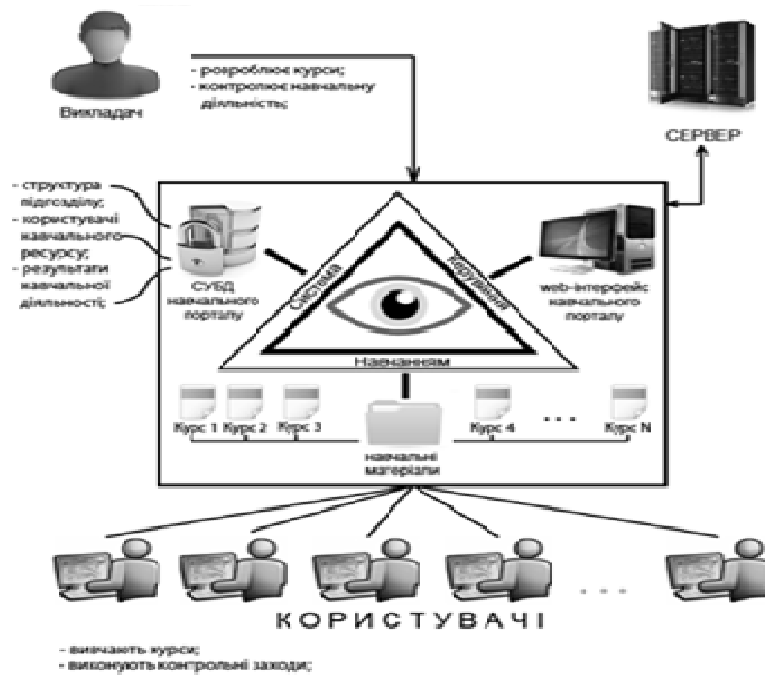 - розроблює курси;
- контролює навчальну
діяльність;
Викладач
СЕРВЕР
- структура
підрозділу;
- користувачі
навчального
ресурсу;
- результати
навчальної
діяльності;
СУБД
навчального
порталу
Система
Керування
Навчанням
web-інтерфейс
навчального
порталу
Курс 1 Курс 2 Курс 3 Курс 4 ... Курс N
навчальні
матеріали
...
КОРИСТУВАЧІ
- вивчають курси;
- виконують контрольні заходи;